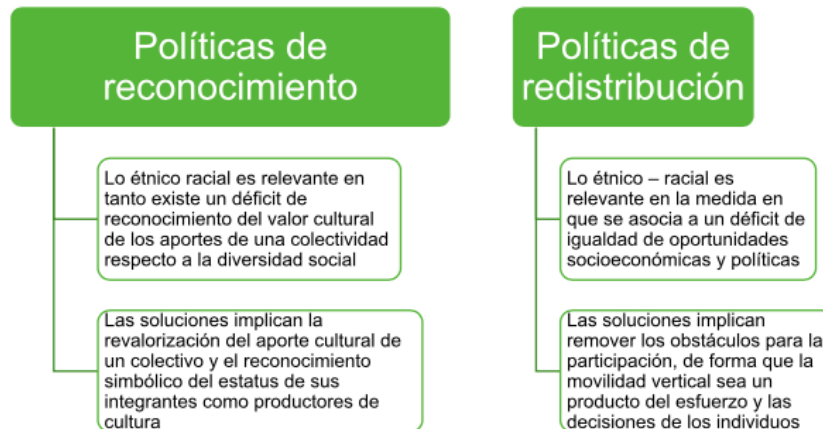 Políticas de
reconocimiento
Lo étnico racial es relevante en
tanto existe un déficit de
reconocimiento del valor cultural
de los aportes de una colectividad
respecto a la diversidad social
Las soluciones implican la
revalorización del aporte cultural de
un colectivo y el reconocimiento
simbólico del estatus de sus
integrantes como productores de
cultura
Políticas de
redistribución
Lo étnico – racial es
relevante en la medida en
que se asocia a un déficit de
igualdad de oportunidades
socioeconómicas y políticas
Las soluciones implican
remover los obstáculos para la
participación, de forma que la
movilidad vertical sea un
producto del esfuerzo y las
decisiones de los individuos